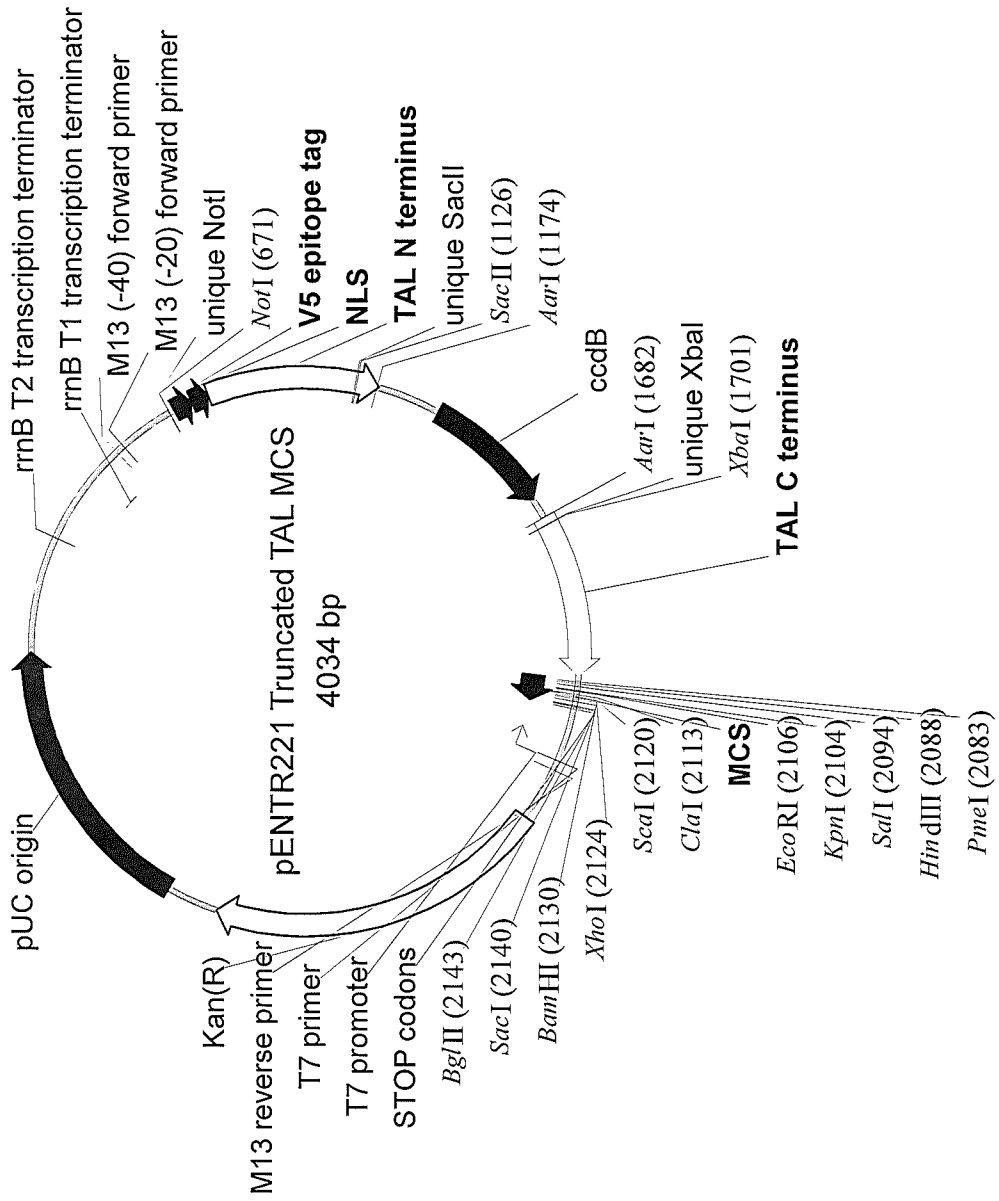 rrnB T2 transcription terminator
rrnB T1 transcription terminator
M13 (-40) forward primer
M13 (-20) forward primer
unique NotI
NotI (671)
V5 epitope tag
NLS
TAL N terminus
unique SacII
SacII (1126)
AarI (1174)
ccdB
AarI (1682)
unique XbaI
XbaI (1701)
TAL C terminus
pENTR221 Truncated TAL MCS
4034 bp
pUC origin
Kan(R)
M13 reverse primer
T7 primer
T7 promoter
STOP codons
BglII (2143)
SacI (2140)
BamHI (2130)
XhoI (2124)
ScaI (2120)
ClaI (2113)
MCS
EcoRI (2106)
KpnI (2104)
SalI (2094)
HindIII (2088)
PmeI (2083)